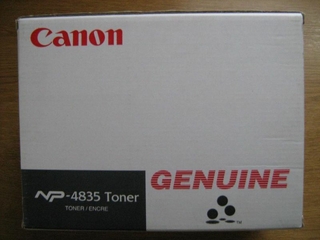 Canon
NP-4835 Toner
TONER / ENCRE
GENUINE